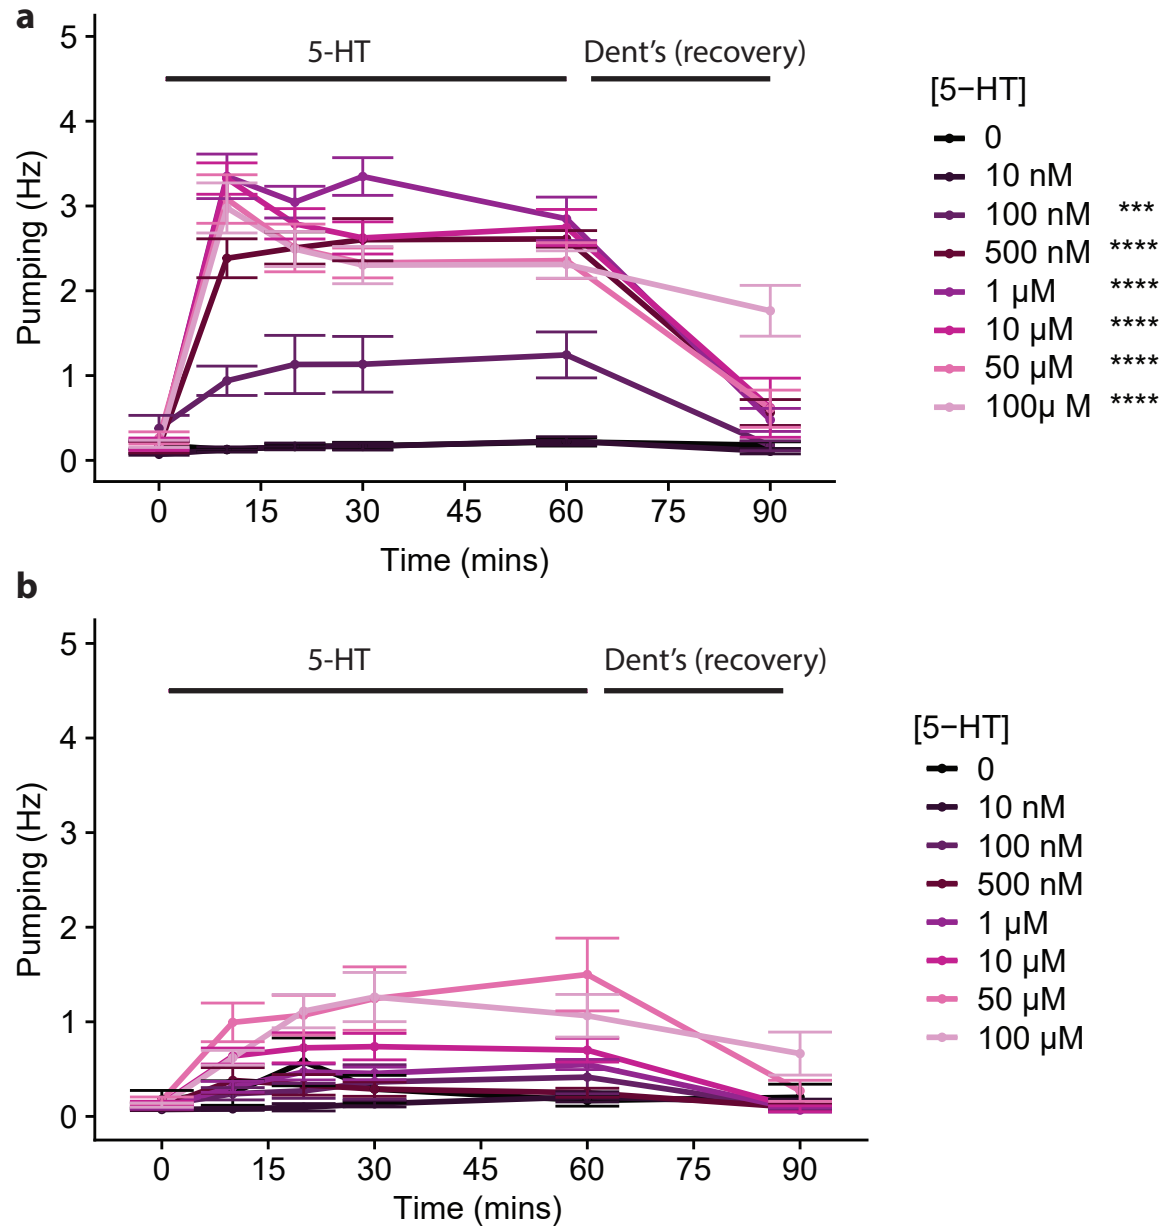 a
5-HT
Dent's (recovery)
5
4
3
2
1
0
Pumping (Hz)
0 15 30 45 60 75 90
Time (mins)
[5−HT]
0
10 nM
100 nM ***
500 nM ****
1 µM ****
10 µM ****
50 µM ****
100µ M ****
b
5-HT
Dent's (recovery)
5
4
3
2
1
0
Pumping (Hz)
0 15 30 45 60 75 90
Time (mins)
[5−HT]
0
10 nM
100 nM
500 nM
1 µM
10 µM
50 µM
100 µM